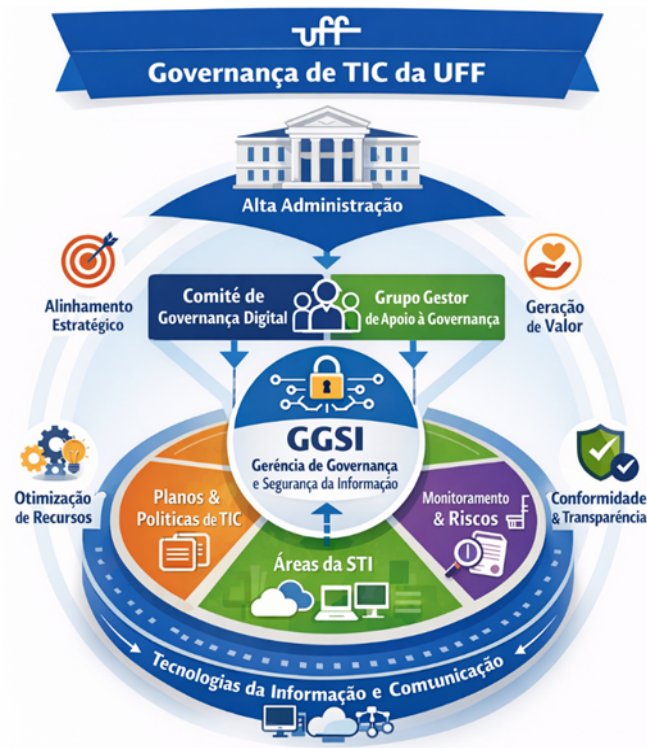 uff
Governança de TIC da UFF
Alta Administração
Alinhamento
Estratégico
Comité de
Governança Digital
Grupo Gestor
de Apoio à Governança
Geração
de Valor
GGSI
Gerência de Governança
e Segurança da Informação
Otimização
de Recursos
Planos &
Politicas de TIC
Monitoramento
& Riscos
Conformidade
& Transparência
Áreas da STI
Tecnologias da Informação e Comunicação